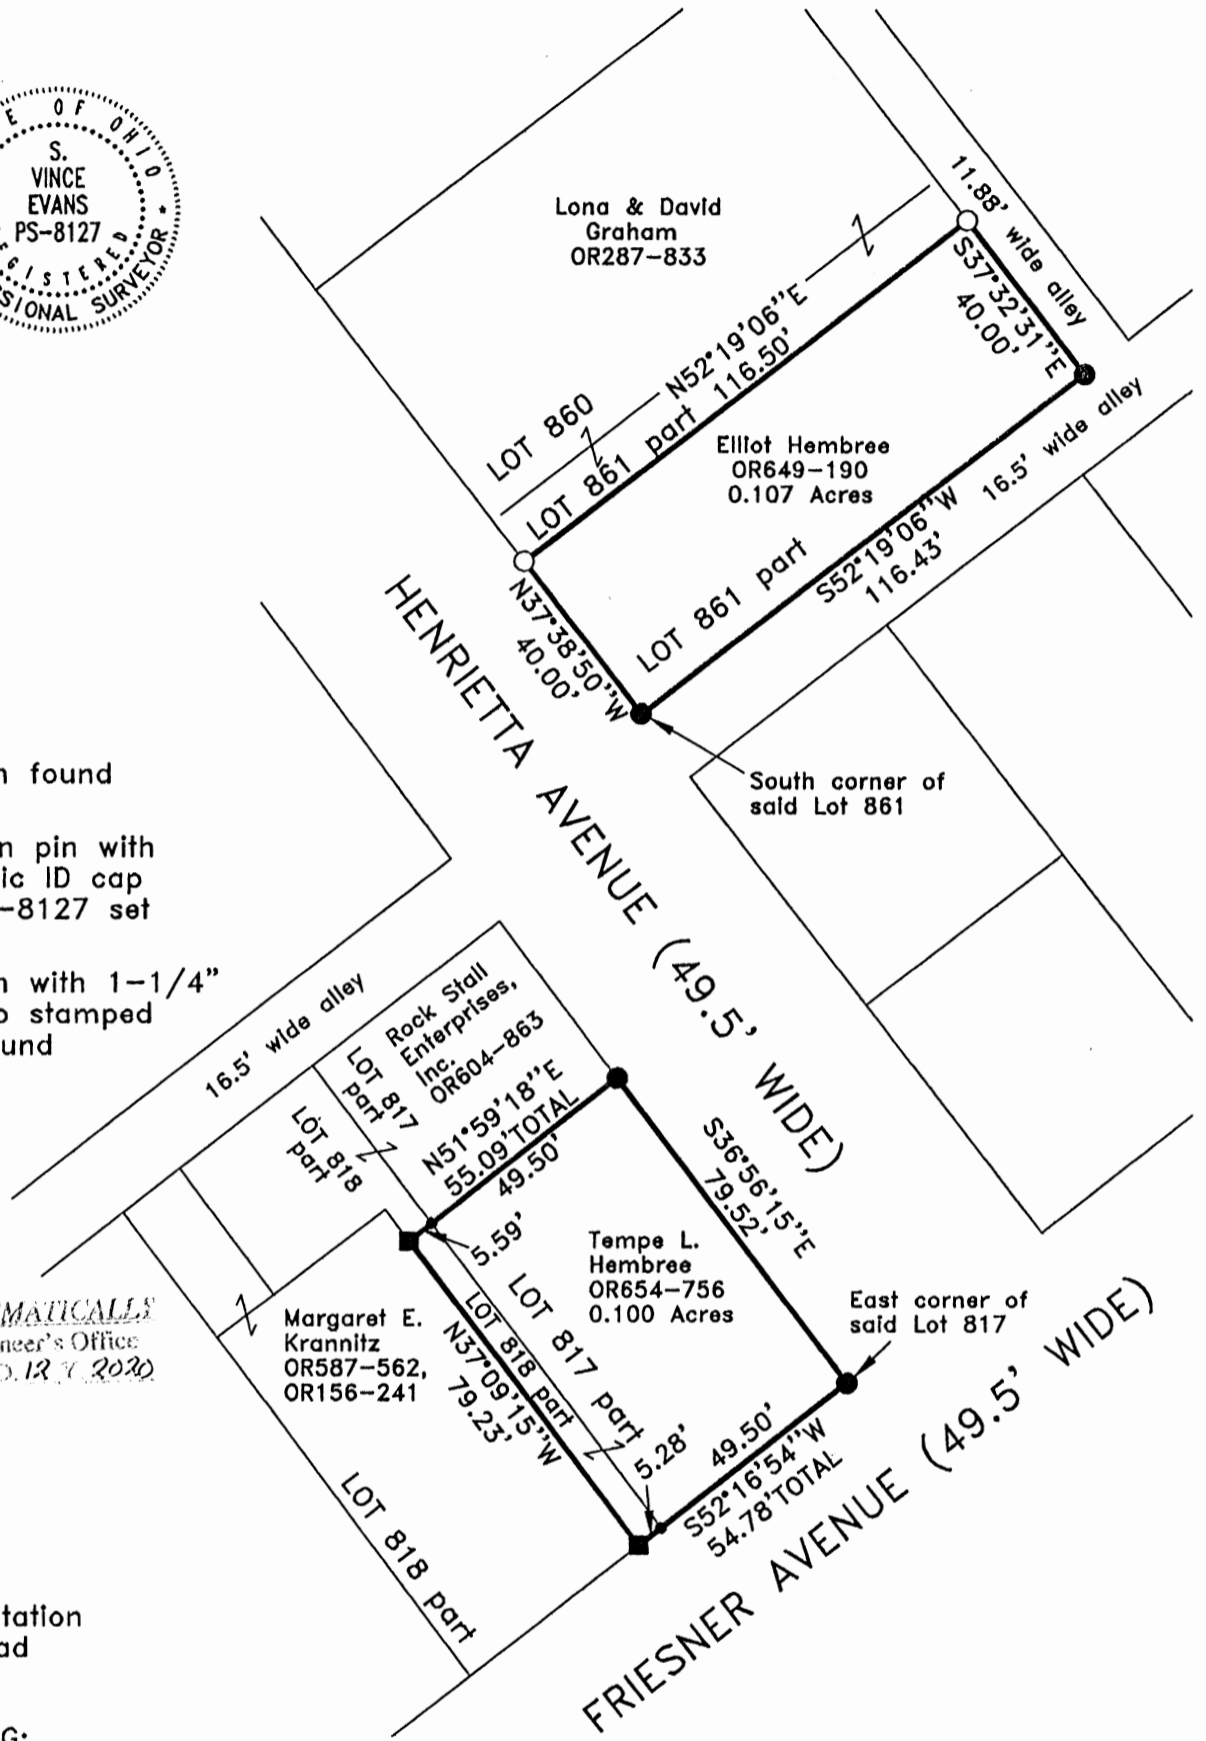 E OF OHIO
S.
VINCE
EVANS
PS-8127
EGISTERED
SIONAL SURVEYOR
Lona & David
Graham
OR287-833
11.88' wide alley
S37°32'31"E
40.00'
N52°19'06"E
116.50'
LOT 860
LOT 861 part
Elliot Hembree
OR649-190
0.107 Acres
16.5' wide alley
S52°19'06"W
116.43'
LOT 861 part
N37°38'50"W
40.00'
HENRIETTA AVENUE (49.5' WIDE)
South corner of
said Lot 861
found
pin with
ic ID cap
-8127 set
with 1-1/4"
stamped
und
16.5' wide alley
Rock Stall
Enterprises,
Inc.
OR604-863
LOT 817
part
LOT 818
part
N51°59'18"E
55.09'TOTAL
49.50'
5.59'
S36°56'15"E
79.52'
Tempe L.
Hembree
OR654-756
0.100 Acres
LOT 817 part
LOT 818 part
N37°09'15"W
79.23'
Margaret E.
Krannitz
OR587-562,
OR156-241
East corner of
said Lot 817
5.28'
49.50'
S52°16'54"W
54.78'TOTAL
LOT 818 part
FRIESNER AVENUE (49.5' WIDE)
MATICALLY
neer's Office
2020
tation
ad
G: